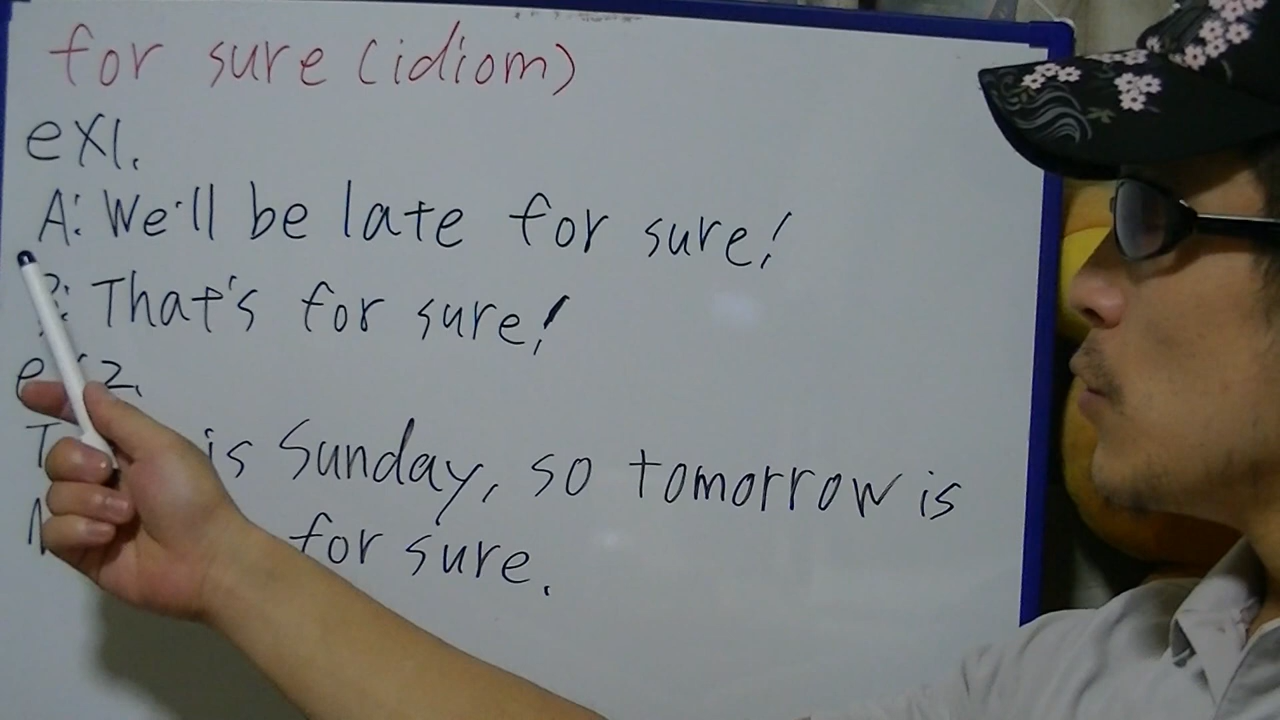 for sure (idiom)
ex1.
A: We'll be late for sure!
: That's for sure!
e 2.
is Sunday, so tomorrow is
for sure.